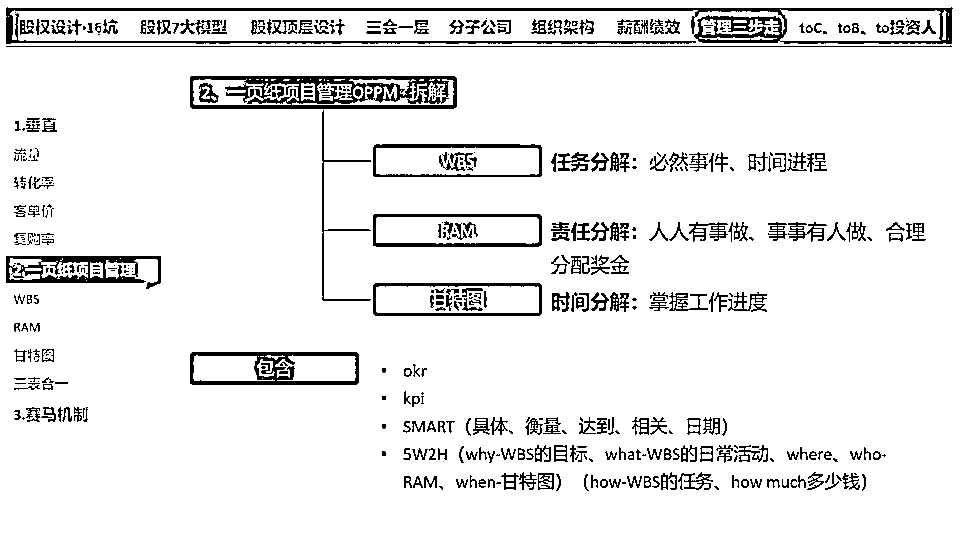 股权设计·16坑 股权7大模型 股权顶层设计 三会一层 分子公司 组织架构 薪酬绩效 管理三步走 toC、toB、to投资人
2、一页纸项目管理OPPM-拆解
1.垂直
流量
转化率
客单价
复购率
2.一页纸项目管理
WBS
RAM
甘特图
三表合一
3.赛马机制
WBS
任务分解：必然事件、时间进程
RAM
责任分解：人人有事做、事事有人做、合理
分配奖金
甘特图
时间分解：掌握工作进度
包含
• okr
• kpi
• SMART（具体、衡量、达到、相关、日期）
• 5W2H（why-WBS的目标、what-WBS的日常活动、where、who-
RAM、when-甘特图）（how-WBS的任务、how much多少钱）